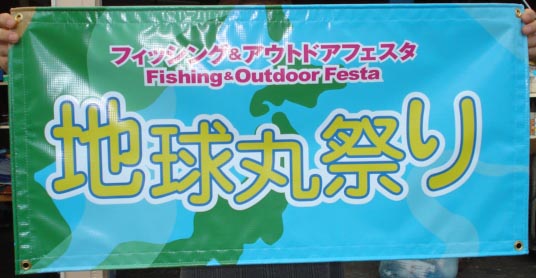 フィッシング&アウトドアフェスタ
Fishing&Outdoor Festa
地球丸祭り